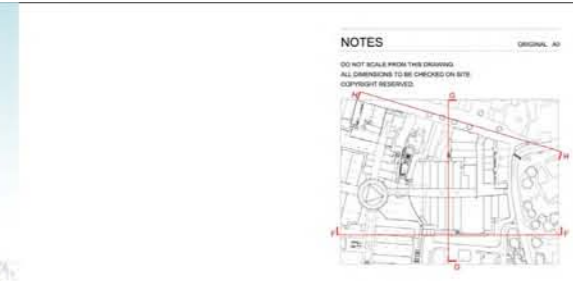 NOTES
ORIGINAL A0
DO NOT SCALE FROM THIS DRAWING.
ALL DIMENSIONS TO BE CHECKED ON SITE.
COPYRIGHT RESERVED.
H
G
H
F
F
G